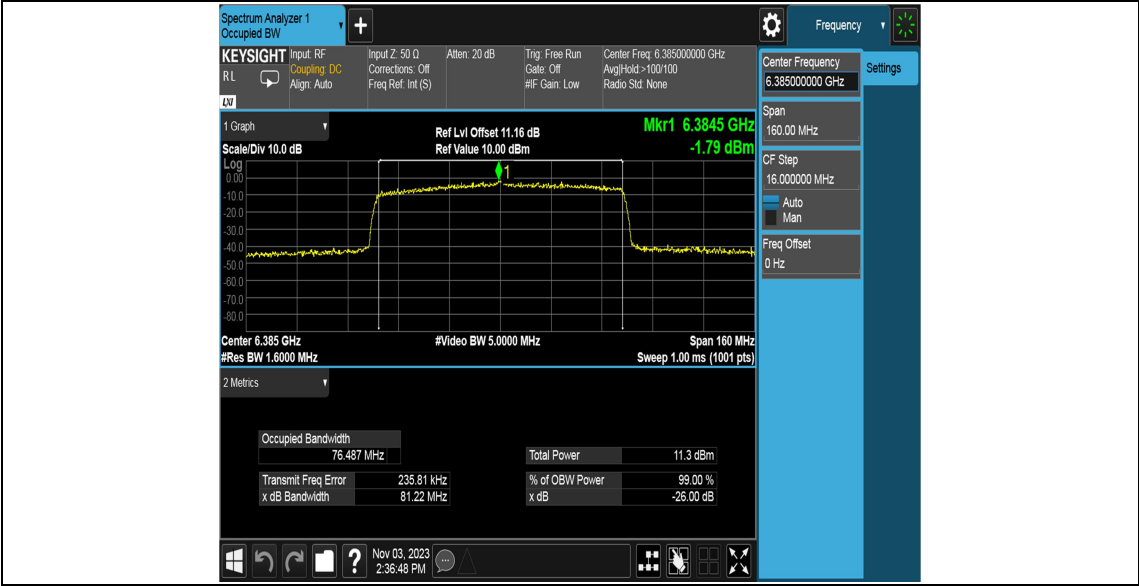 Spectrum Analyzer 1
Occupied BW
+
Frequency
KEYSIGHT
R L
LXI
Input: RF
Coupling: DC
Align: Auto
Input Z: 50 Ω
Corrections: Off
Freq Ref: Int (S)
Atten: 20 dB
Trig: Free Run
Gate: Off
#IF Gain: Low
Center Freq: 6.385000000 GHz
Avg|Hold:>100/100
Radio Std: None
Center Frequency
6.385000000 GHz
Settings
Span
160.00 MHz
CF Step
16.000000 MHz
Auto
Man
Freq Offset
0 Hz
1 Graph
Scale/Div 10.0 dB
Ref Lvl Offset 11.16 dB
Ref Value 10.00 dBm
Mkr1 6.3845 GHz
-1.79 dBm
Log
1
0.00
-10.0
-20.0
-30.0
-40.0
-50.0
-60.0
-70.0
-80.0
Center 6.385 GHz
#Video BW 5.0000 MHz
Span 160 MHz
#Res BW 1.6000 MHz
Sweep 1.00 ms (1001 pts)
2 Metrics
Occupied Bandwidth
76.487 MHz
Total Power 11.3 dBm
Transmit Freq Error 235.81 kHz
% of OBW Power 99.00 %
x dB Bandwidth 81.22 MHz
x dB -26.00 dB
?
Nov 03, 2023
2:36:48 PM